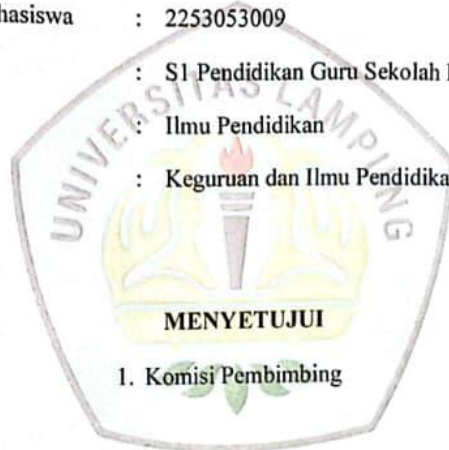 hasiswa : 2253053009
: S1 Pendidikan Guru Sekolah
: Ilmu Pendidikan
: Keguruan dan Ilmu Pendidika
UNIVERSITAS LAMPUNG
MENYETUJUI
1. Komisi Pembimbing